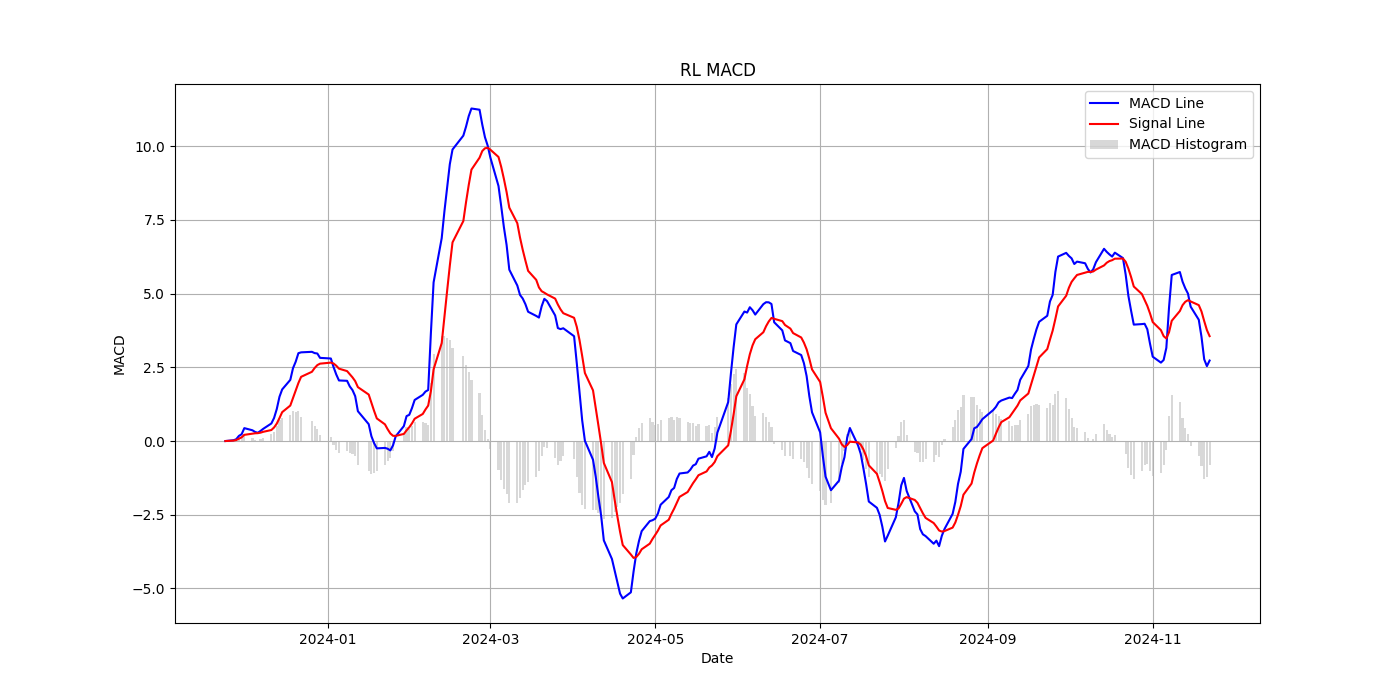 RL MACD
MACD Line
Signal Line
MACD Histogram
10.0
7.5
5.0
2.5
0.0
−2.5
−5.0
MACD
2024-01
2024-03
2024-05
2024-07
2024-09
2024-11
Date